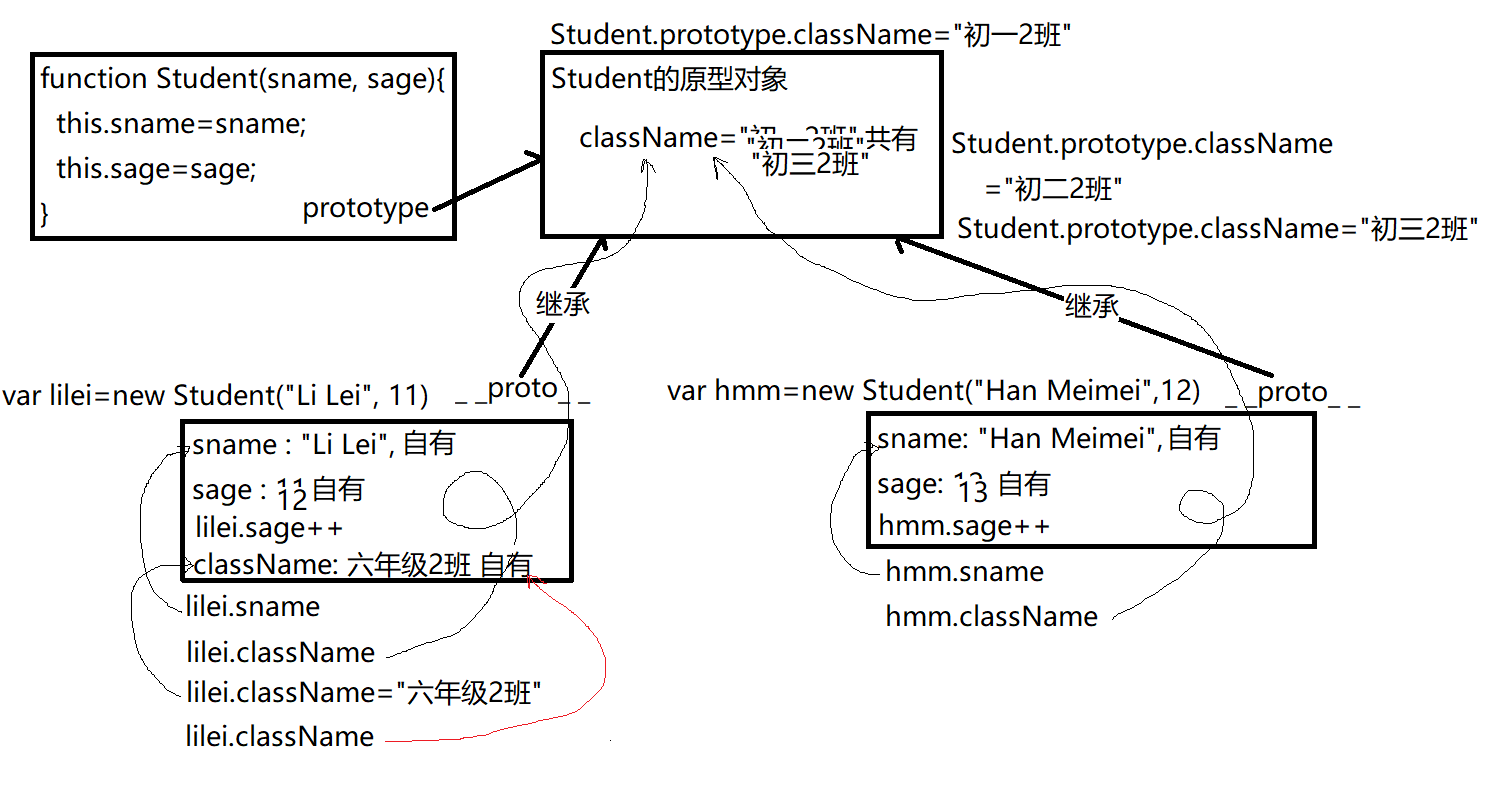 Student.prototype.className="初一2班"
function Student(sname, sage){
this.sname=sname;
this.sage=sage;
}
prototype
Student的原型对象
className="初一2班"共有
"初二2班"
"初三2班"
Student.prototype.className
="初二2班"
Student.prototype.className="初三2班"
继承
继承
var lilei=new Student("Li Lei", 11)
__proto__
sname : "Li Lei", 自有
sage : 11 自有
12
lilei.sage++
className: 六年级2班 自有
lilei.sname
lilei.className
lilei.className="六年级2班"
lilei.className
var hmm=new Student("Han Meimei",12)
__proto__
sname: "Han Meimei",自有
sage: 13 自有
hmm.sage++
hmm.sname
hmm.className